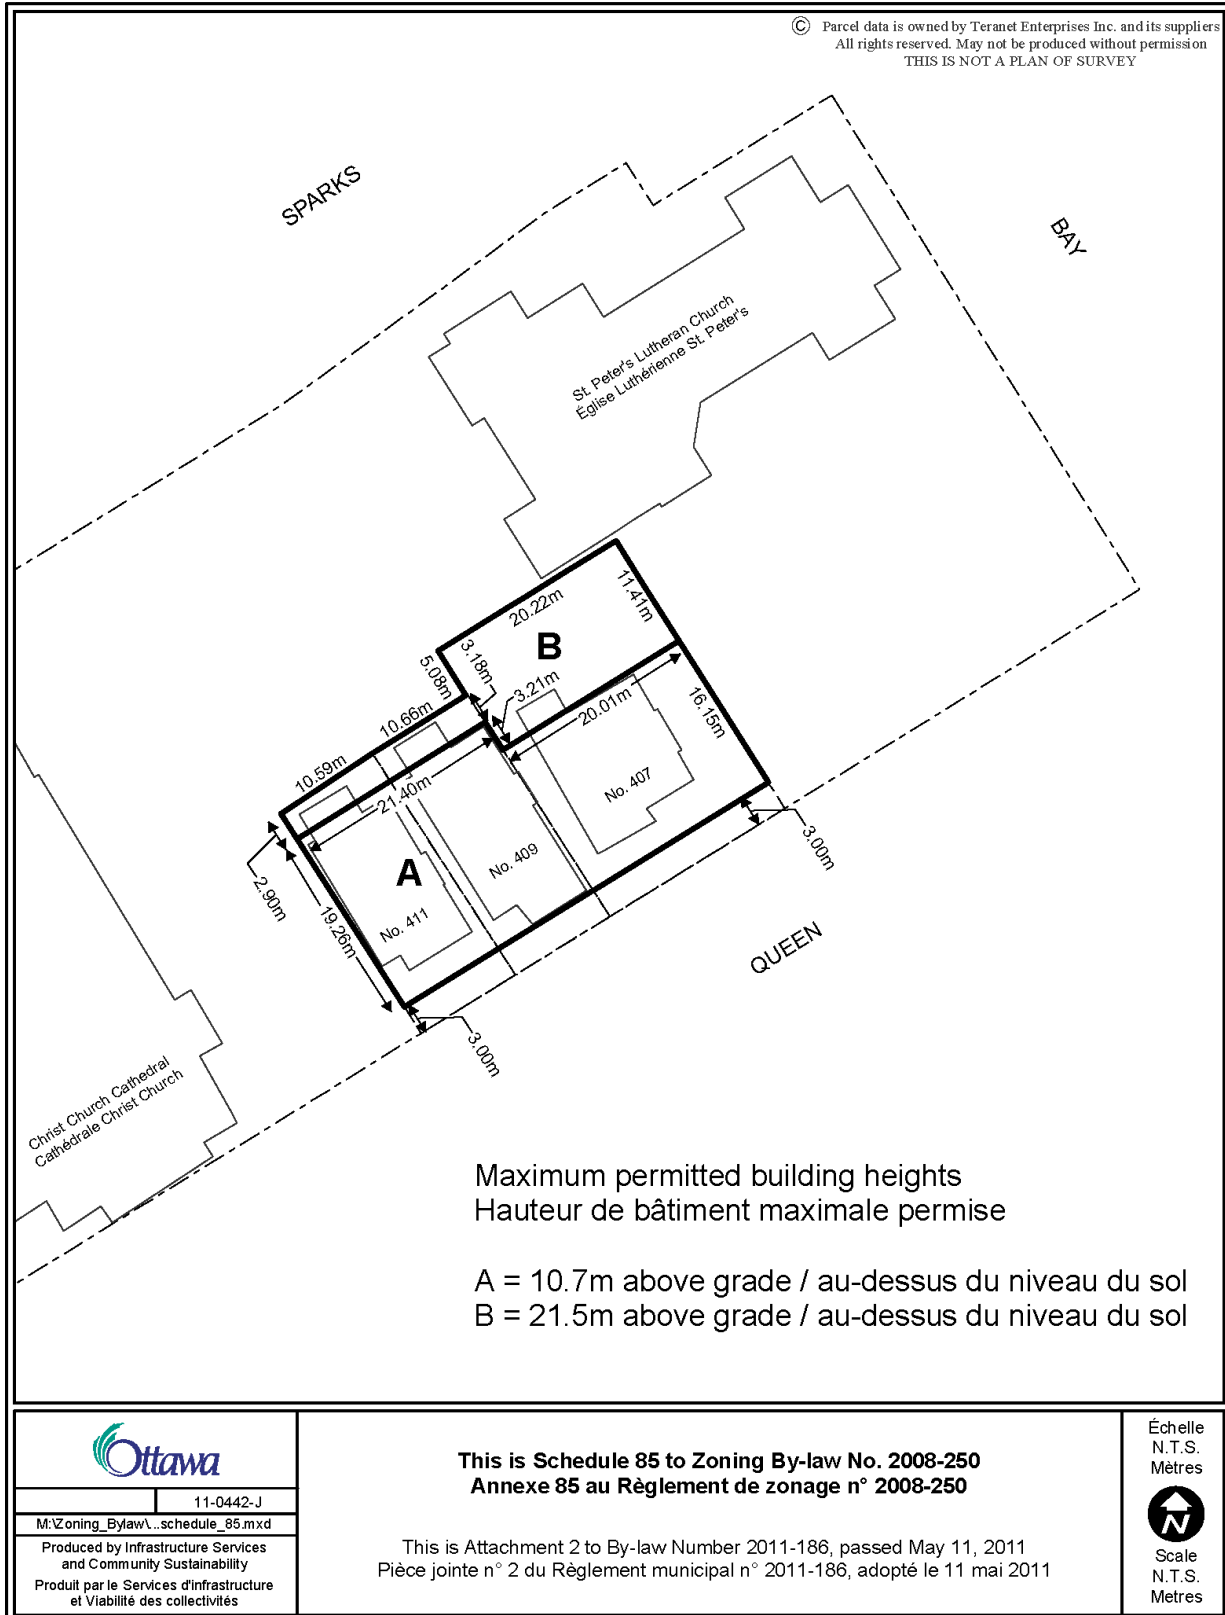 © Parcel data is owned by Teranet Enterprises Inc. and its suppliers
All rights reserved. May not be produced without permission
THIS IS NOT A PLAN OF SURVEY
SPARKS
BAY
St. Peter's Lutheran Church
Église Luthérienne St. Peter's
20.22m
11.41m
B
5.08m
3.18m
3.21m
10.66m
20.01m
16.15m
10.59m
21.40m
No. 407
No. 409
3.00m
A
2.90m
19.26m
No. 411
QUEEN
3.00m
Christ Church Cathedral
Cathédrale Christ Church
Maximum permitted building heights
Hauteur de bâtiment maximale permise
A = 10.7m above grade / au-dessus du niveau du sol
B = 21.5m above grade / au-dessus du niveau du sol
Ottawa
11-0442-J
M:\Zoning_Bylaw\...schedule_85.mxd
Produced by Infrastructure Services
and Community Sustainability
Produit par le Services d'infrastructure
et Viabilité des collectivités
This is Schedule 85 to Zoning By-law No. 2008-250
Annexe 85 au Règlement de zonage n° 2008-250
This is Attachment 2 to By-law Number 2011-186, passed May 11, 2011
Pièce jointe n° 2 du Règlement municipal n° 2011-186, adopté le 11 mai 2011
Échelle
N.T.S.
Mètres
N
Scale
N.T.S.
Metres